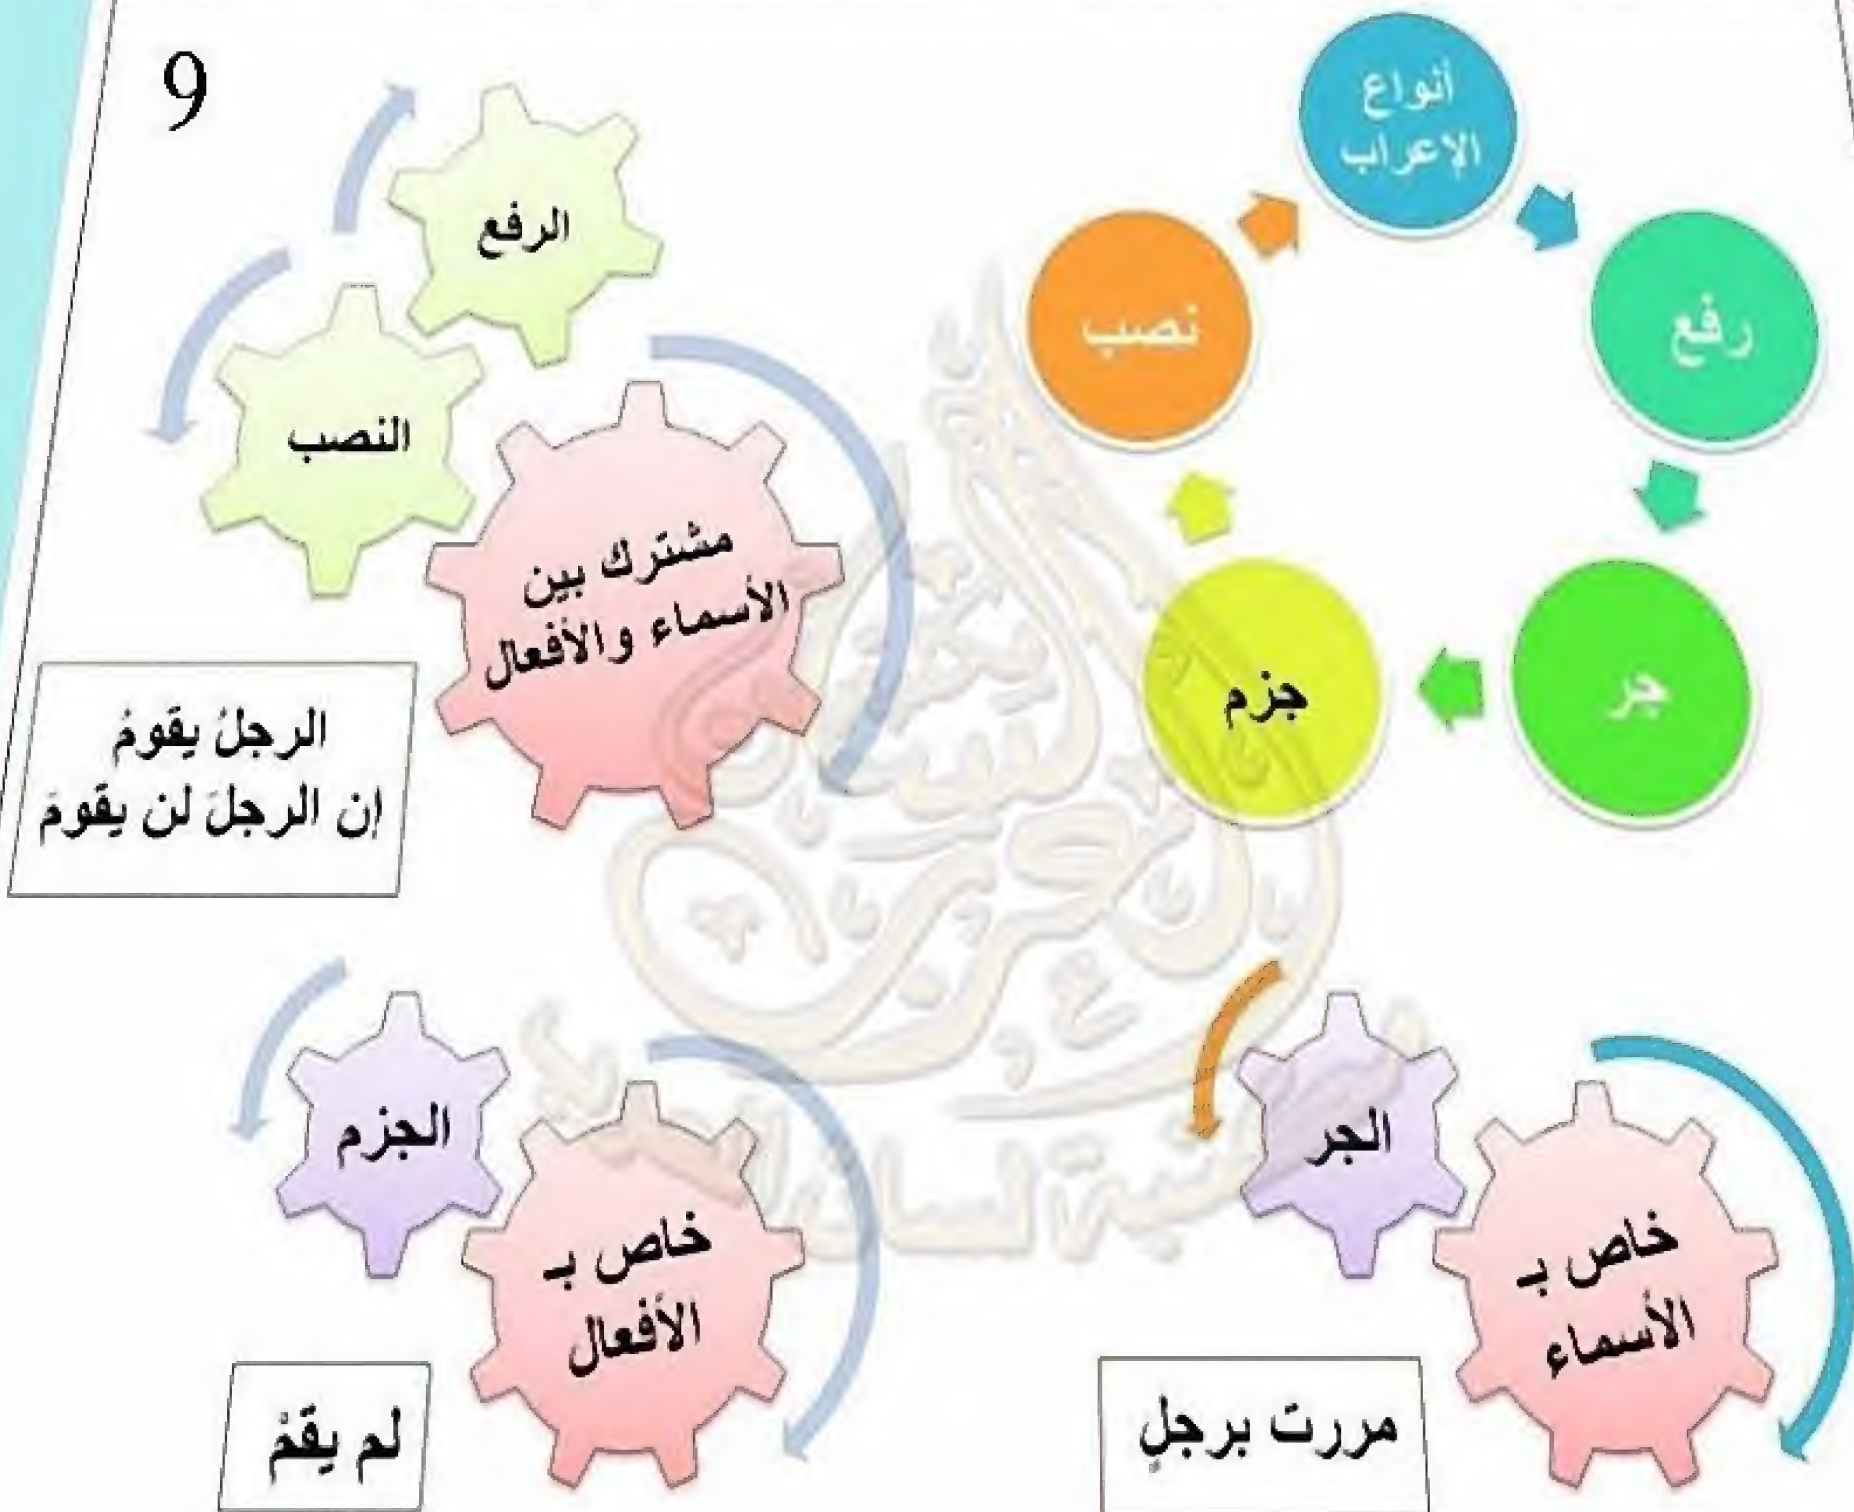 9
أنواع
الإعراب
رفع
جر
جزم
نصب
الرفع
النصب
مشترك بين
الأسماء والأفعال
الرجلُ يقومُ
إن الرجلَ لن يقومَ
الجر
خاص بـ
الأسماء
مررت برجلٍ
الجزم
خاص بـ
الأفعال
لم يقمْ